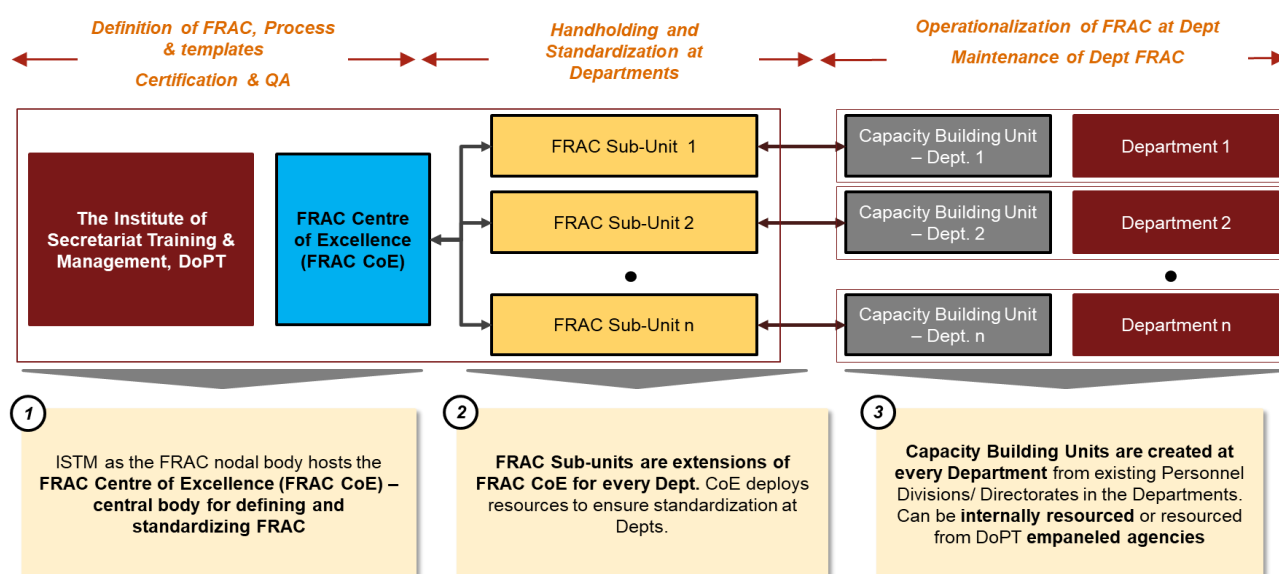 Definition of FRAC, Process
& templates
Certification & QA
Handholding and
Standardization at
Departments
Operationalization of FRAC at Dept
Maintenance of Dept FRAC
The Institute of
Secretariat Training &
Management, DoPT
FRAC Centre
of Excellence
(FRAC CoE)
FRAC Sub-Unit 1
Capacity Building Unit
– Dept. 1
Department 1
FRAC Sub-Unit 2
Capacity Building Unit
– Dept. 2
Department 2
FRAC Sub-Unit n
Capacity Building Unit
– Dept. n
Department n
1
ISTM as the FRAC nodal body hosts the
FRAC Centre of Excellence (FRAC CoE) –
central body for defining and
standardizing FRAC
2
FRAC Sub-units are extensions of
FRAC CoE for every Dept. CoE deploys
resources to ensure standardization at
Depts.
3
Capacity Building Units are created at
every Department from existing Personnel
Divisions/ Directorates in the Departments.
Can be internally resourced or resourced
from DoPT empaneled agencies